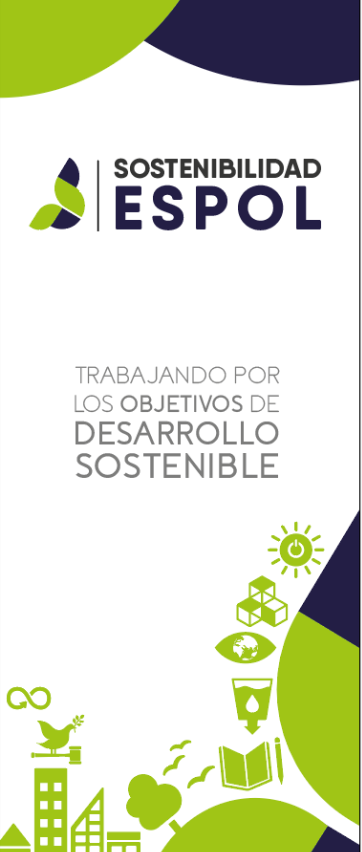 SOSTENIBILIDAD
ESPOL
TRABAJANDO POR
LOS OBJETIVOS DE
DESARROLLO
SOSTENIBLE